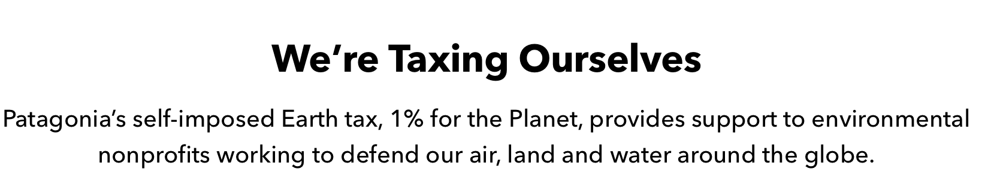 We’re Taxing Ourselves
Patagonia’s self-imposed Earth tax, 1% for the Planet, provides support to environmental
nonprofits working to defend our air, land and water around the globe.